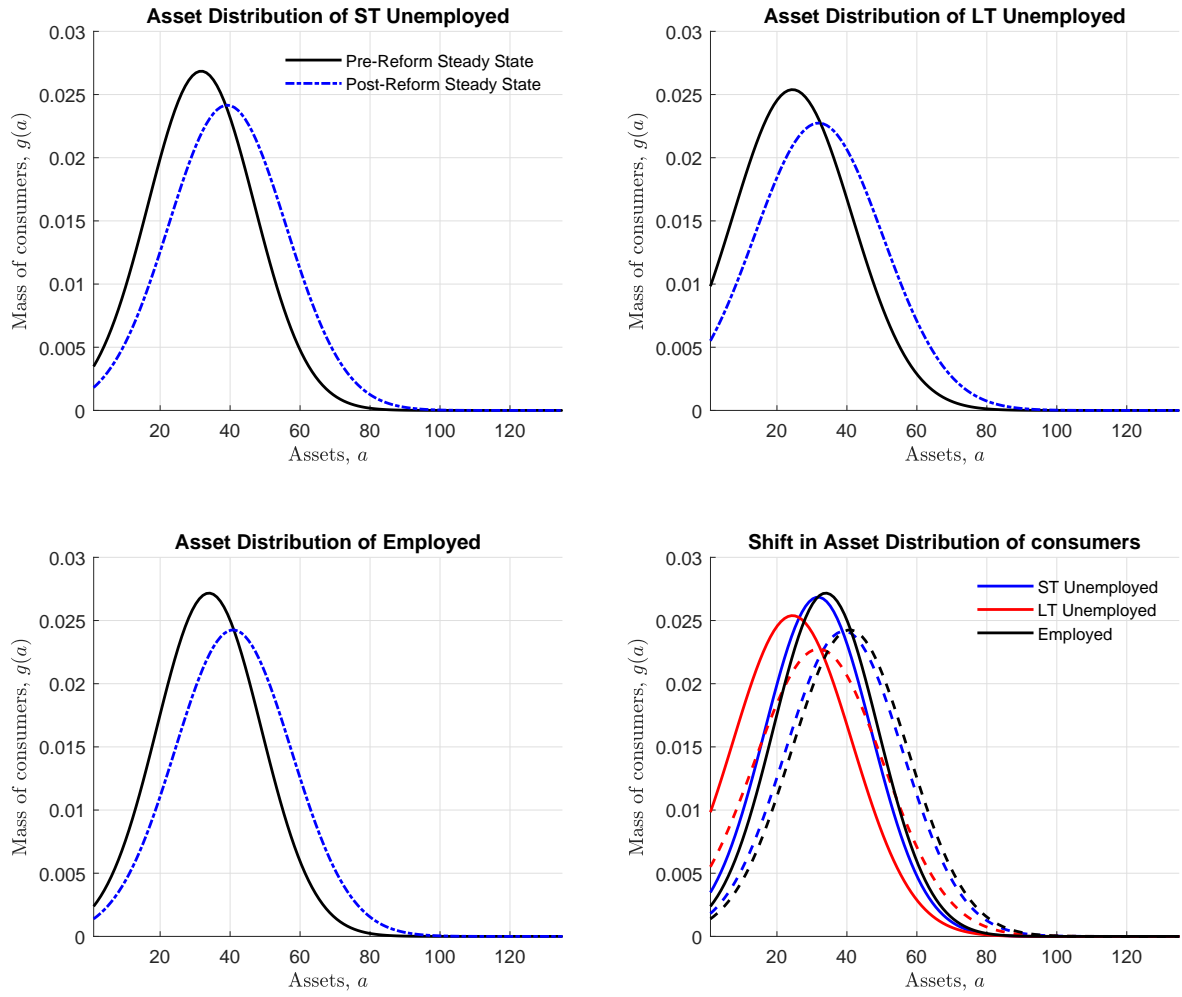 Asset Distribution of ST Unemployed
0.03
0.025
0.02
0.015
0.01
0.005
0
Mass of consumers, g(a)
Pre-Reform Steady State
Post-Reform Steady State
20 40 60 80 100 120
Assets, a
Asset Distribution of LT Unemployed
0.03
0.025
0.02
0.015
0.01
0.005
0
Mass of consumers, g(a)
20 40 60 80 100 120
Assets, a
Asset Distribution of Employed
0.03
0.025
0.02
0.015
0.01
0.005
0
Mass of consumers, g(a)
20 40 60 80 100 120
Assets, a
Shift in Asset Distribution of consumers
0.03
0.025
0.02
0.015
0.01
0.005
0
Mass of consumers, g(a)
ST Unemployed
LT Unemployed
Employed
20 40 60 80 100 120
Assets, a